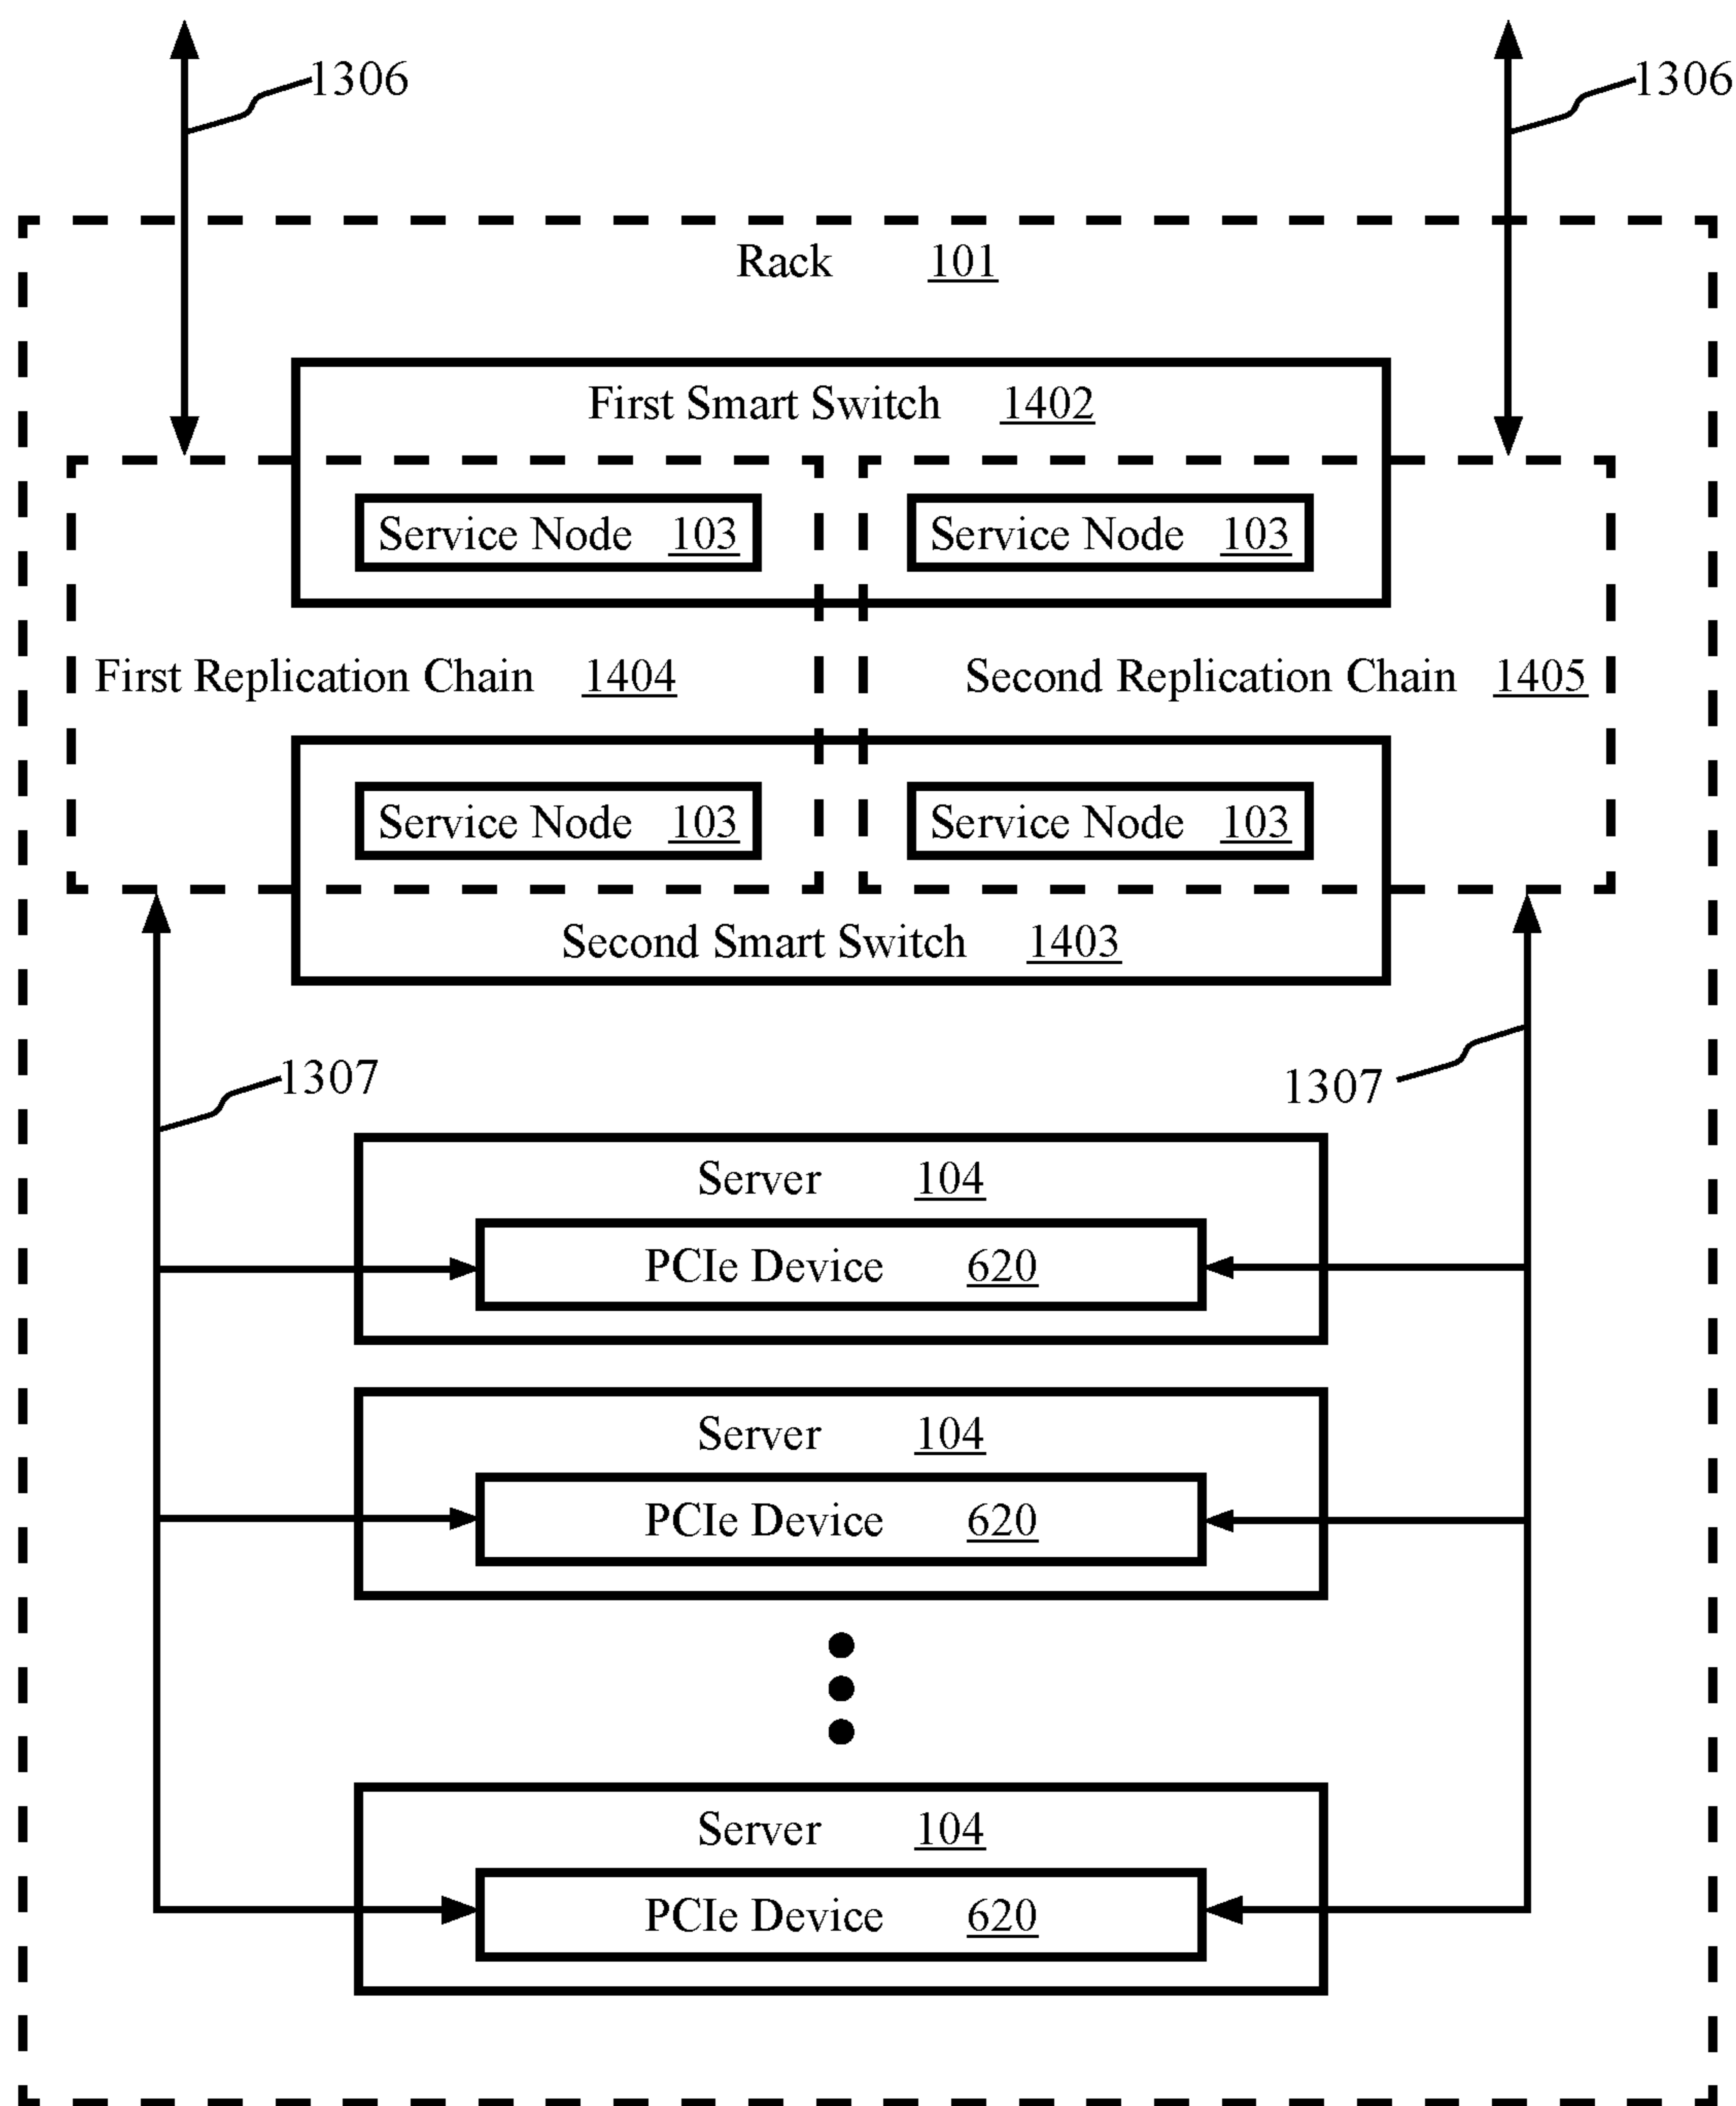 1306 1306
Rack 101
First Smart Switch 1402
Service Node 103 Service Node 103
First Replication Chain 1404 Second Replication Chain 1405
Service Node 103 Service Node 103
Second Smart Switch 1403
1307 1307
Server 104
PCIe Device 620
Server 104
PCIe Device 620
Server 104
PCIe Device 620